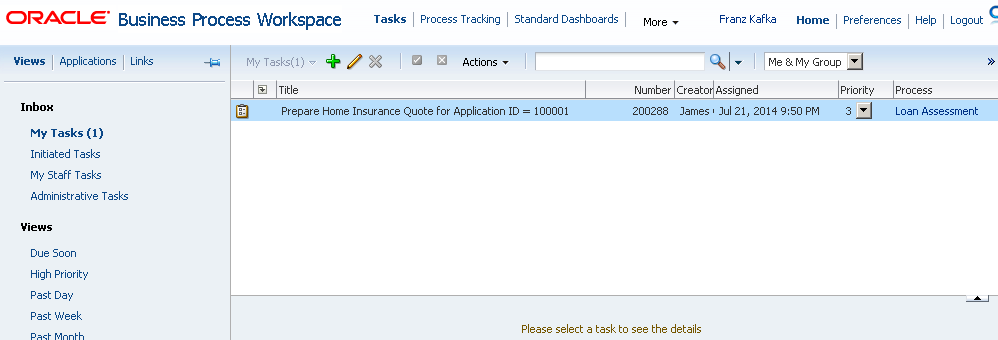 ORACLE® Business Process Workspace Tasks Process Tracking Standard Dashboards More Franz Kafka Home Preferences Help Logout
Views Applications Links My Tasks(1) Actions Me & My Group »
Title Number Creator Assigned Priority Process
Prepare Home Insurance Quote for Application ID = 100001 200288 James Jul 21, 2014 9:50 PM 3 Loan Assessment
Inbox
My Tasks (1)
Initiated Tasks
My Staff Tasks
Administrative Tasks
Views
Due Soon
High Priority
Past Day
Past Week
Past Month
Please select a task to see the details